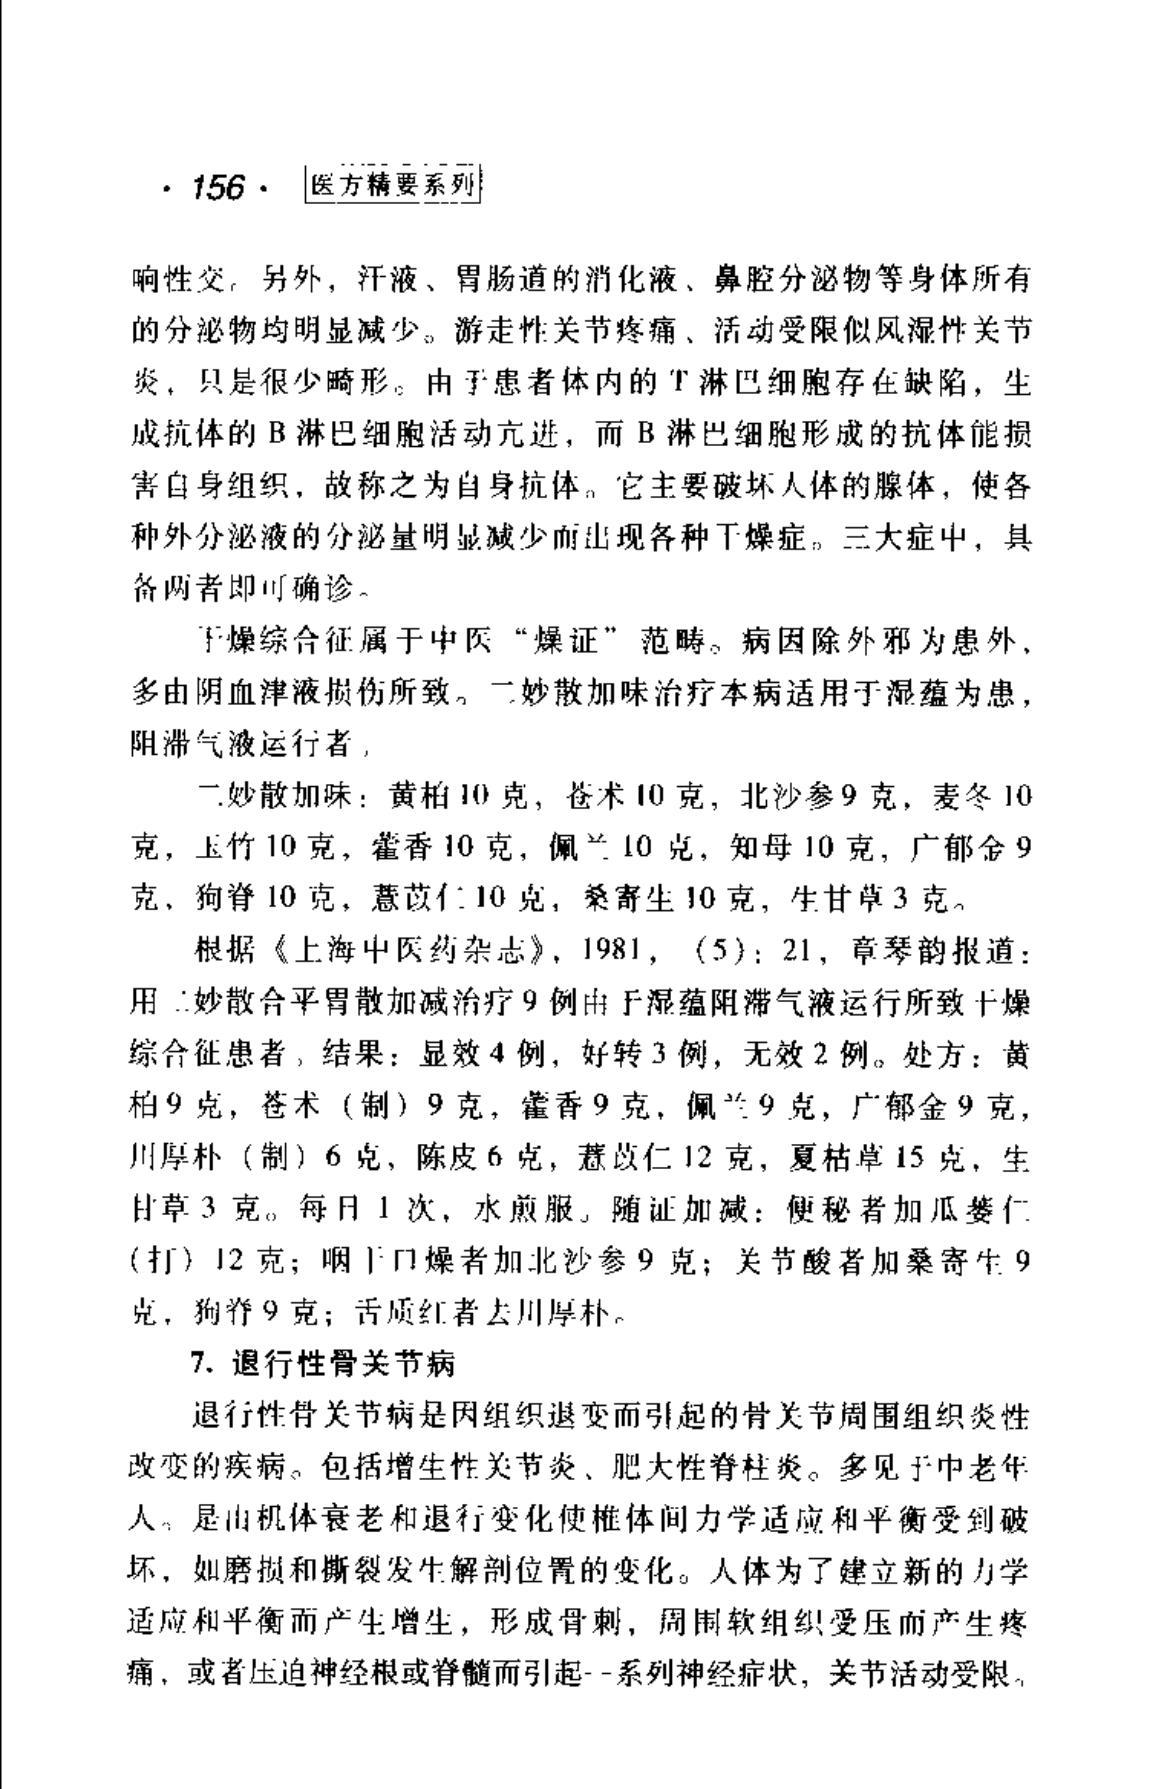 ·156· 医方精要系列
响性交。另外，汗液、胃肠道的消化液、鼻腔分泌物等身体所有
的分泌物均明显减少。游走性关节疼痛、活动受限似风湿性关节
炎，只是很少畸形。由于患者体内的 T 淋巴细胞存在缺陷，生
成抗体的 B 淋巴细胞活动亢进，而 B 淋巴细胞形成的抗体能损
害自身组织，故称之为自身抗体。它主要破坏人体的腺体，使各
种外分泌液的分泌量明显减少而出现各种干燥症。三大症中，具
备两者即可确诊。
干燥综合征属于中医“燥证”范畴。病因除外邪为患外，
多由阴血津液损伤所致。二妙散加味治疗本病适用于湿蕴为患，
阻滞气液运行者。
二妙散加味：黄柏 10 克，苍术 10 克，北沙参 9 克，麦冬 10
克，玉竹 10 克，藿香 10 克，佩兰 10 克，知母 10 克，广郁金 9
克，狗脊 10 克，薏苡仁 10 克，桑寄生 10 克，生甘草 3 克。
根据《上海中医药杂志》，1981，（5）：21，章琴韵报道：
用二妙散合平胃散加减治疗 9 例由于湿蕴阻滞气液运行所致干燥
综合征患者。结果：显效 4 例，好转 3 例，无效 2 例。处方：黄
柏 9 克，苍术（制）9 克，藿香 9 克，佩兰 9 克，广郁金 9 克，
川厚朴（制）6 克，陈皮 6 克，薏苡仁 12 克，夏枯草 15 克，生
甘草 3 克。每日 1 次，水煎服。随证加减：便秘者加瓜蒌仁
（打）12 克；咽干口燥者加北沙参 9 克；关节酸者加桑寄生 9
克，狗脊 9 克；舌质红者去川厚朴。
7. 退行性骨关节病
退行性骨关节病是因组织退变而引起的骨关节周围组织炎性
改变的疾病。包括增生性关节炎、肥大性脊柱炎。多见于中老年
人。是由机体衰老和退行变化使椎体间力学适应和平衡受到破
坏，如磨损和撕裂发生解剖位置的变化。人体为了建立新的力学
适应和平衡而产生增生，形成骨刺，周围软组织受压而产生疼
痛，或者压迫神经根或脊髓而引起一系列神经症状，关节活动受限。